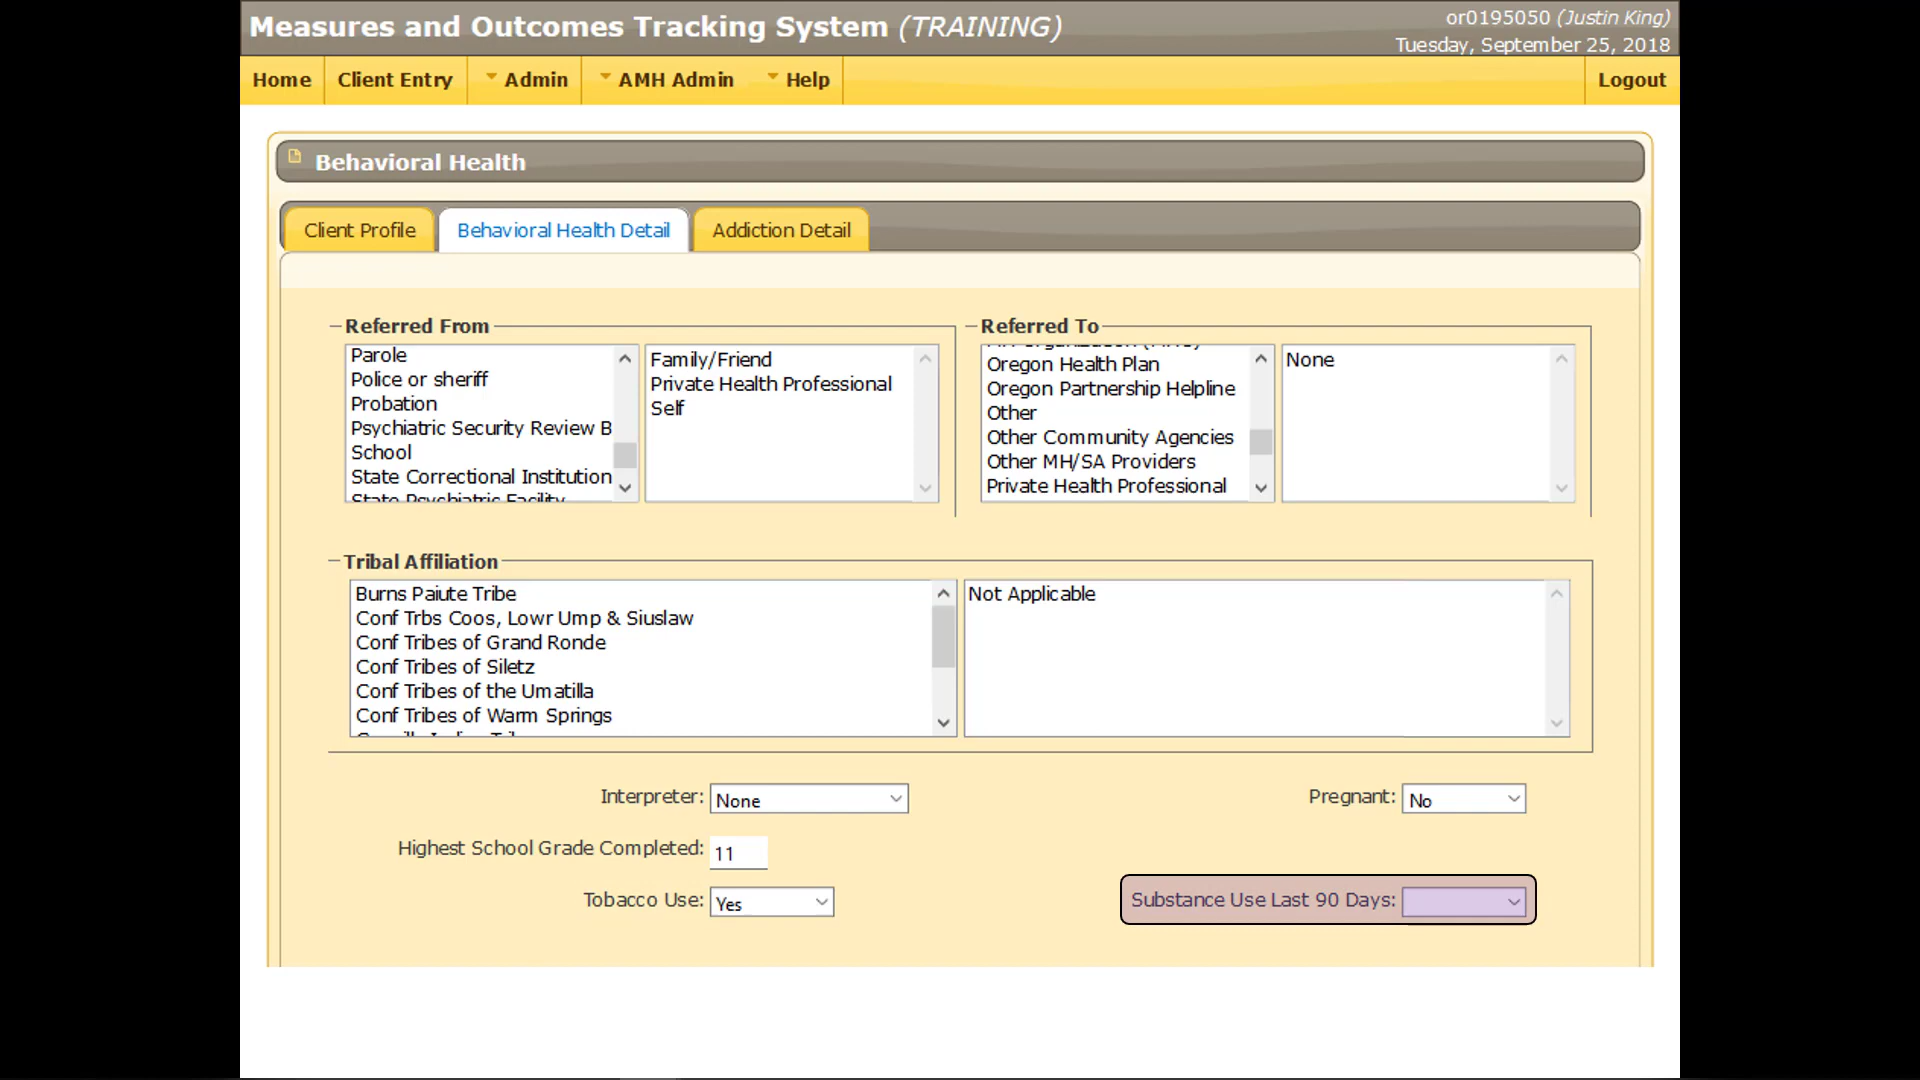 Measures and Outcomes Tracking System (TRAINING)
or0195050 (Justin King)
Tuesday, September 25, 2018
Home Client Entry Admin AMH Admin Help Logout
Behavioral Health
Client Profile Behavioral Health Detail Addiction Detail
Referred From
Parole
Police or sheriff
Probation
Psychiatric Security Review B
School
State Correctional Institution
State Psychiatric Facility
Family/Friend
Private Health Professional
Self
Referred To
Oregon Health Plan
Oregon Partnership Helpline
Other
Other Community Agencies
Other MH/SA Providers
Private Health Professional
None
Tribal Affiliation
Burns Paiute Tribe
Conf Trbs Coos, Lowr Ump & Siuslaw
Conf Tribes of Grand Ronde
Conf Tribes of Siletz
Conf Tribes of the Umatilla
Conf Tribes of Warm Springs
Not Applicable
Interpreter: None
Pregnant: No
Highest School Grade Completed: 11
Tobacco Use: Yes
Substance Use Last 90 Days: